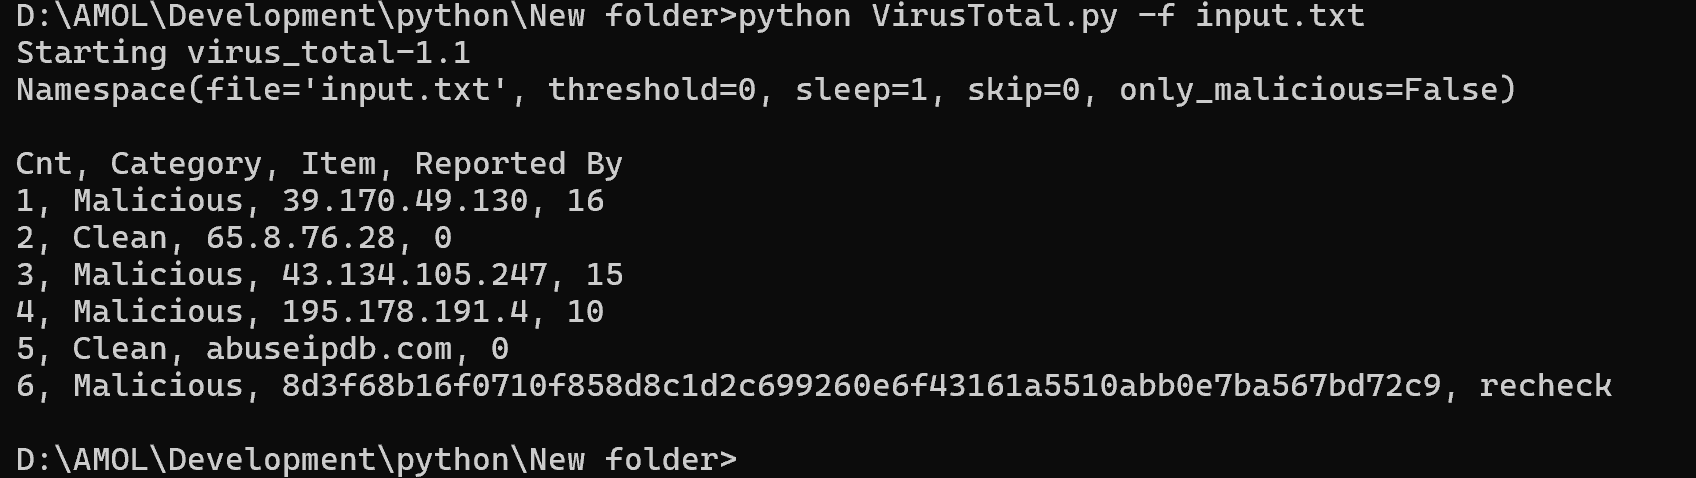 D:\AMOL\Development\python\New folder>python VirusTotal.py -f input.txt
Starting virus_total-1.1
Namespace(file='input.txt', threshold=0, sleep=1, skip=0, only_malicious=False)
Cnt, Category, Item, Reported By
1, Malicious, 39.170.49.130, 16
2, Clean, 65.8.76.28, 0
3, Malicious, 43.134.105.247, 15
4, Malicious, 195.178.191.4, 10
5, Clean, abuseipdb.com, 0
6, Malicious, 8d3f68b16f0710f858d8c1d2c699260e6f43161a5510abb0e7ba567bd72c9, recheck
D:\AMOL\Development\python\New folder>